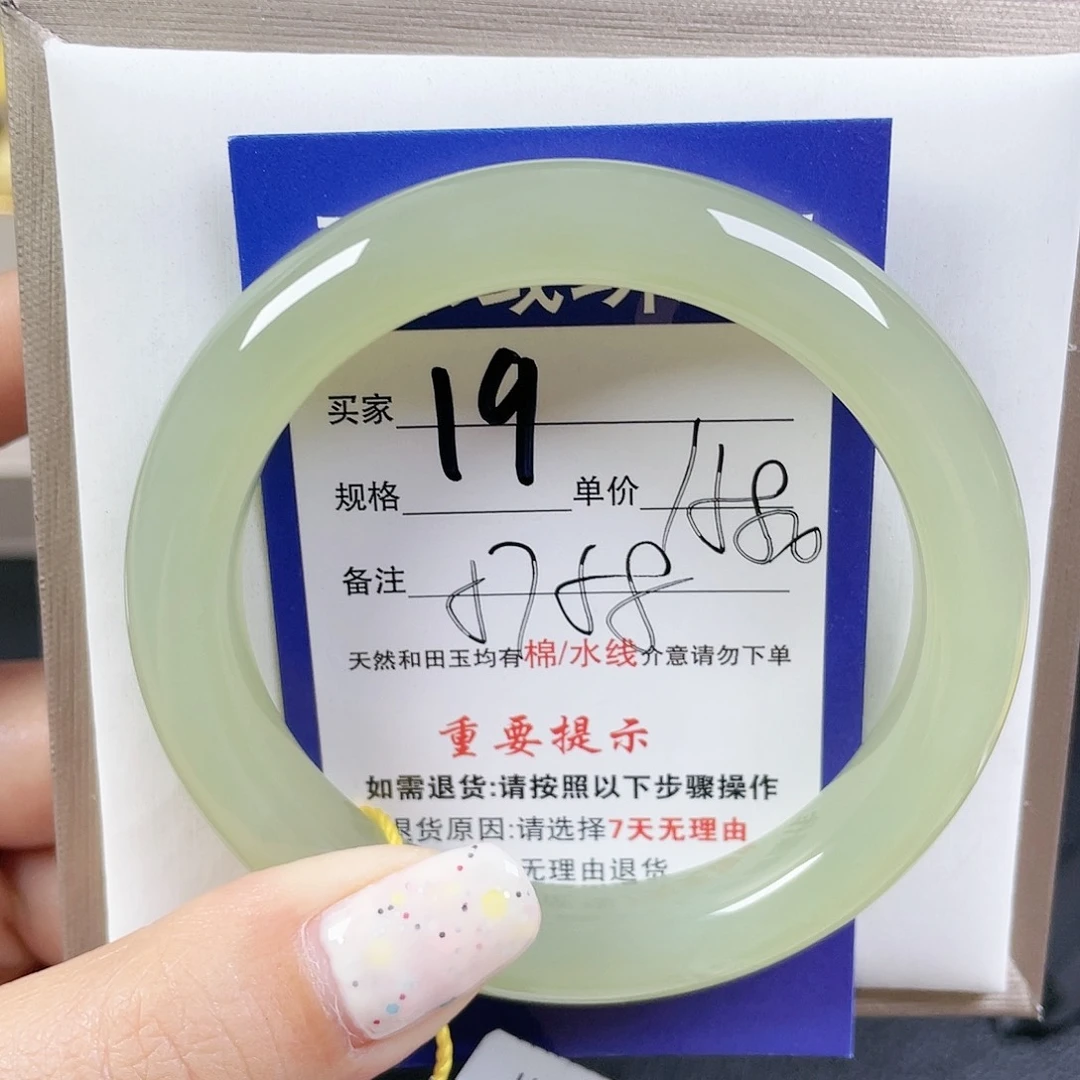 买家 19
规格 单价
备注
天然和田玉均有棉/水线介意请勿下单
重要提示
如需退货:请按照以下步骤操作
退货原因:请选择7天无理由
无理由退货